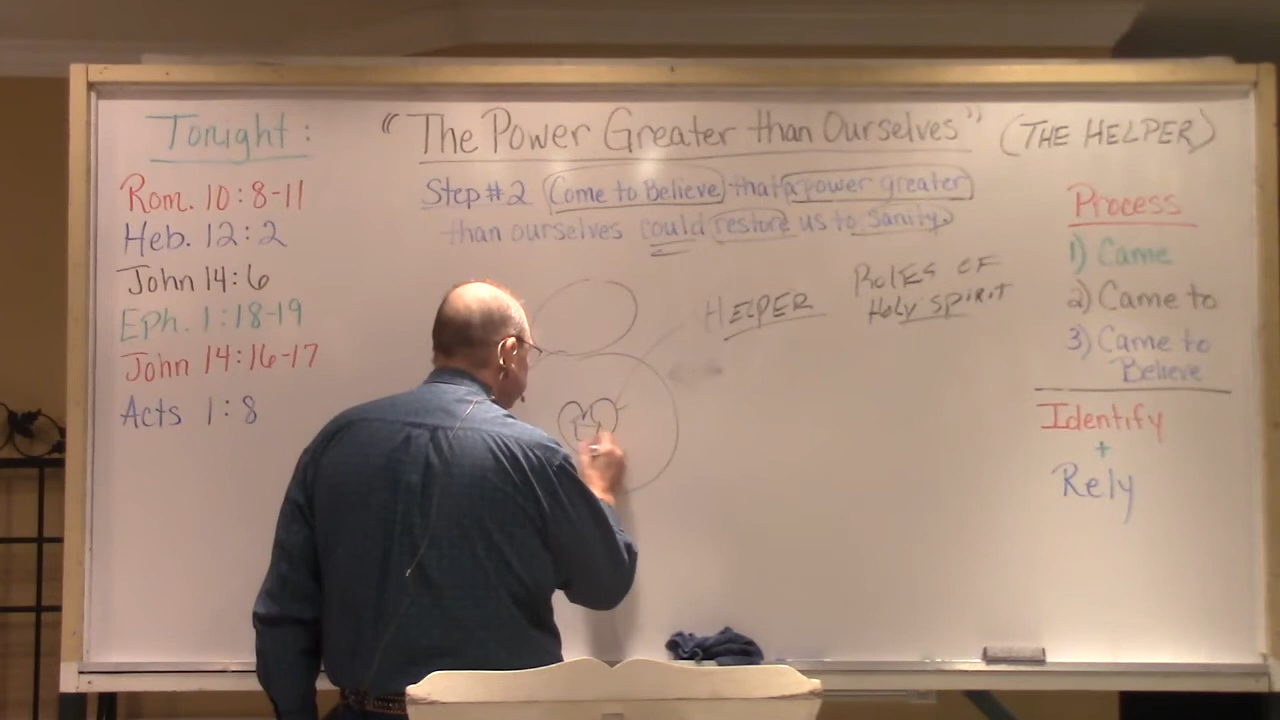 Tonight:
Rom. 10:8-11
Heb. 12:2
John 14:6
Eph. 1:18-19
John 14:16-17
Acts 1:8
"The Power Greater than Ourselves" (THE HELPER)
Step #2 Come to Believe that a power greater
than ourselves could restore us to sanity.
HELPER
ROLES OF
HOLY SPIRIT
Process
1) Came
2) Came to
3) Came to
Believe
Identify
+
Rely